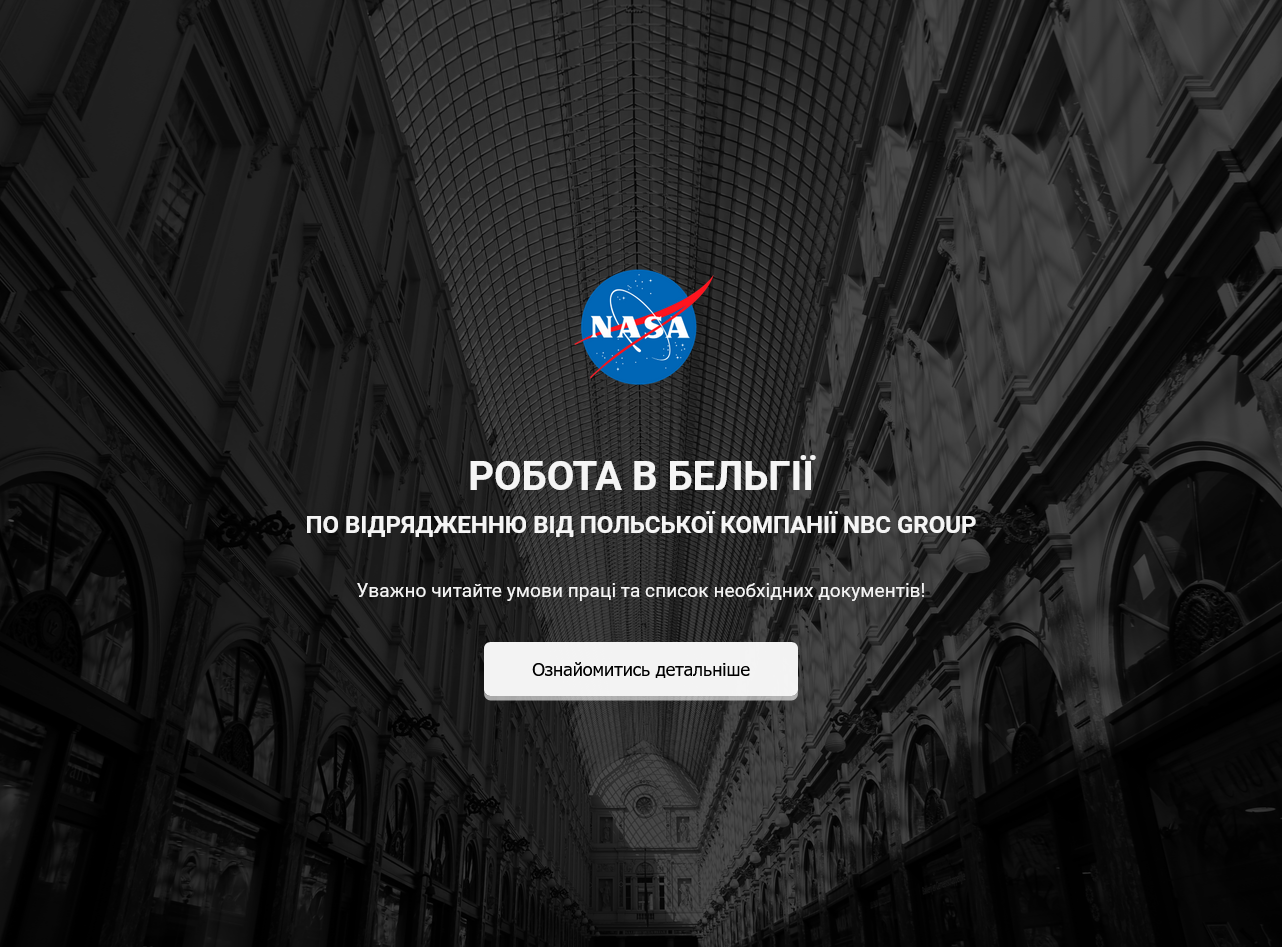 NASA
РОБОТА В БЕЛЬГІЇ
ПО ВІДРЯДЖЕННЮ ВІД ПОЛЬСЬКОЇ КОМПАНІЇ NBC GROUP
Уважно читайте умови праці та список необхідних документів!
Ознайомитись детальніше